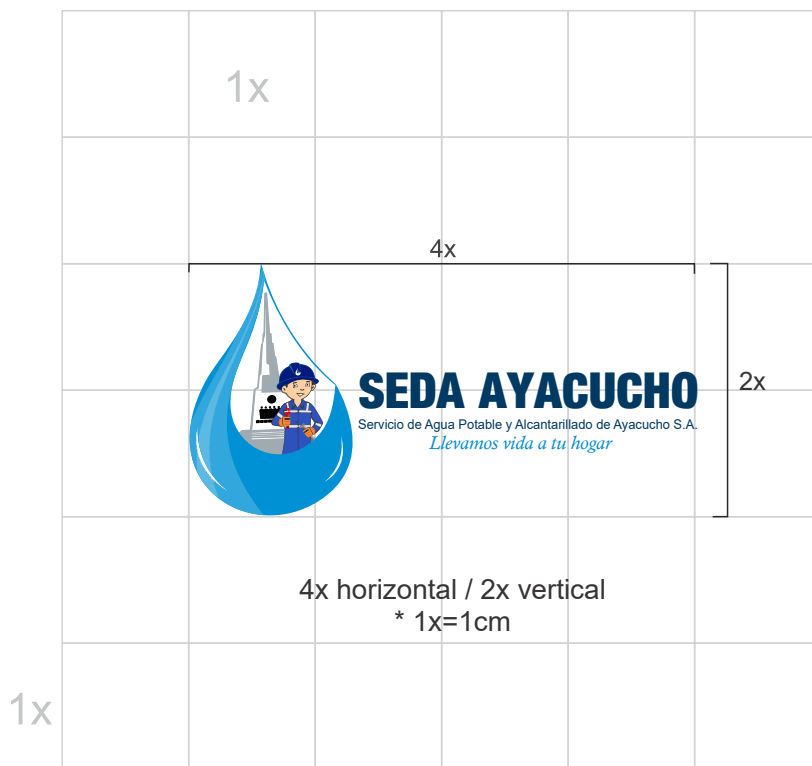 1x
4x
2x
SEDA AYACUCHO
Servicio de Agua Potable y Alcantarillado de Ayacucho S.A.
Llevamos vida a tu hogar
4x horizontal / 2x vertical
* 1x=1cm
1x